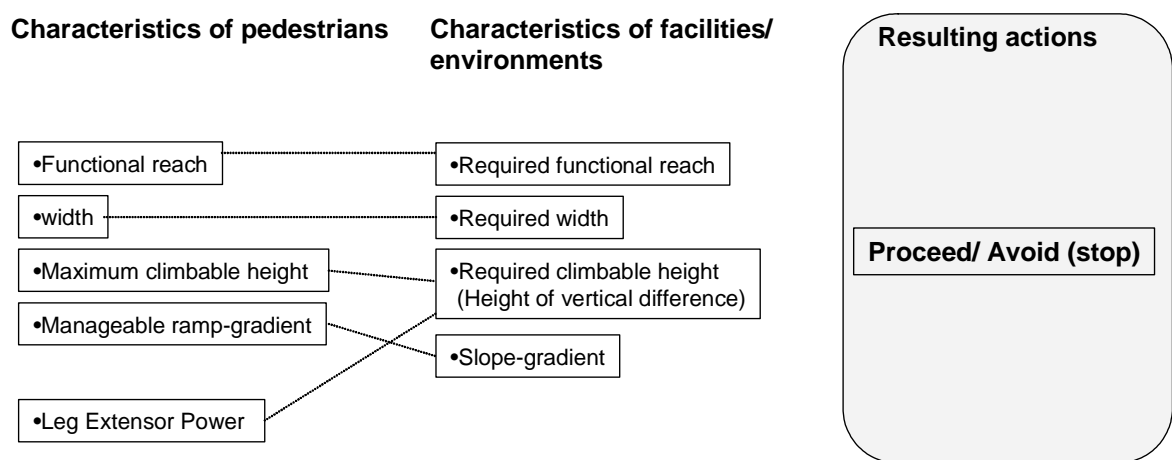 Characteristics of pedestrians
Characteristics of facilities/
environments
Resulting actions
•Functional reach
•Required functional reach
•width
•Required width
•Maximum climbable height
•Required climbable height
(Height of vertical difference)
Proceed/ Avoid (stop)
•Manageable ramp-gradient
•Slope-gradient
•Leg Extensor Power